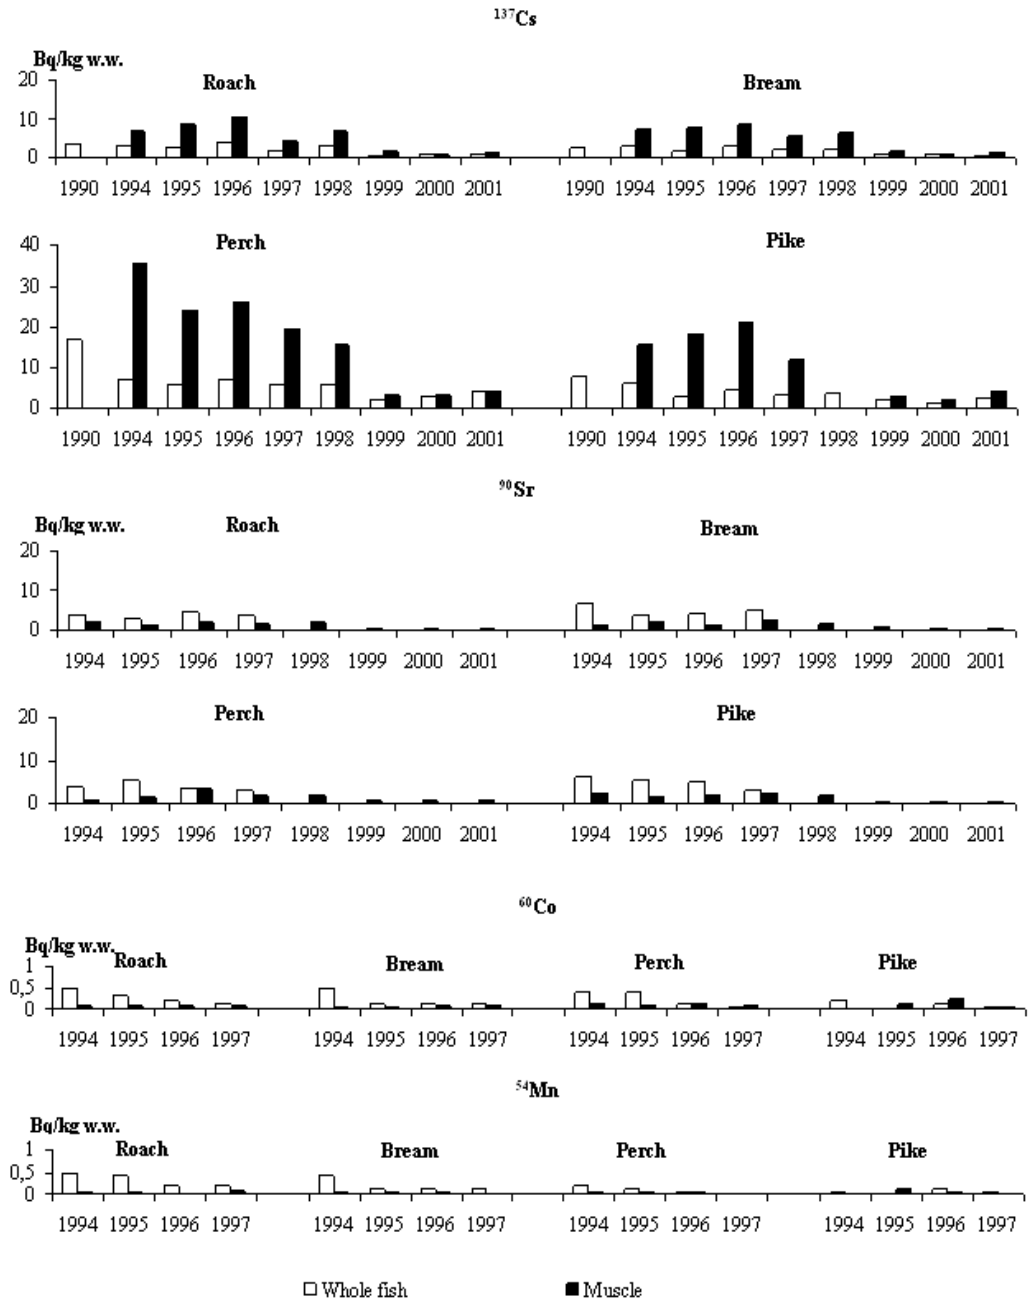 ¹³⁷Cs
Bq/kg w.w.
Roach Bream
20
10
0
1990 1994 1995 1996 1997 1998 1999 2000 2001 1990 1994 1995 1996 1997 1998 1999 2000 2001
Perch Pike
40
30
20
10
0
1990 1994 1995 1996 1997 1998 1999 2000 2001 1990 1994 1995 1996 1997 1998 1999 2000 2001
⁹⁰Sr
Bq/kg w.w. Roach Bream
20
10
0
1994 1995 1996 1997 1998 1999 2000 2001 1994 1995 1996 1997 1998 1999 2000 2001
Perch Pike
20
10
0
1994 1995 1996 1997 1998 1999 2000 2001 1994 1995 1996 1997 1998 1999 2000 2001
⁶⁰Co
Bq/kg w.w.
Roach Bream Perch Pike
1
0,5
0
1994 1995 1996 1997 1994 1995 1996 1997 1994 1995 1996 1997 1994 1995 1996 1997
⁵⁴Mn
Bq/kg w.w.
Roach Bream Perch Pike
1
0,5
0
1994 1995 1996 1997 1994 1995 1996 1997 1994 1995 1996 1997 1994 1995 1996 1997
Whole fish Muscle